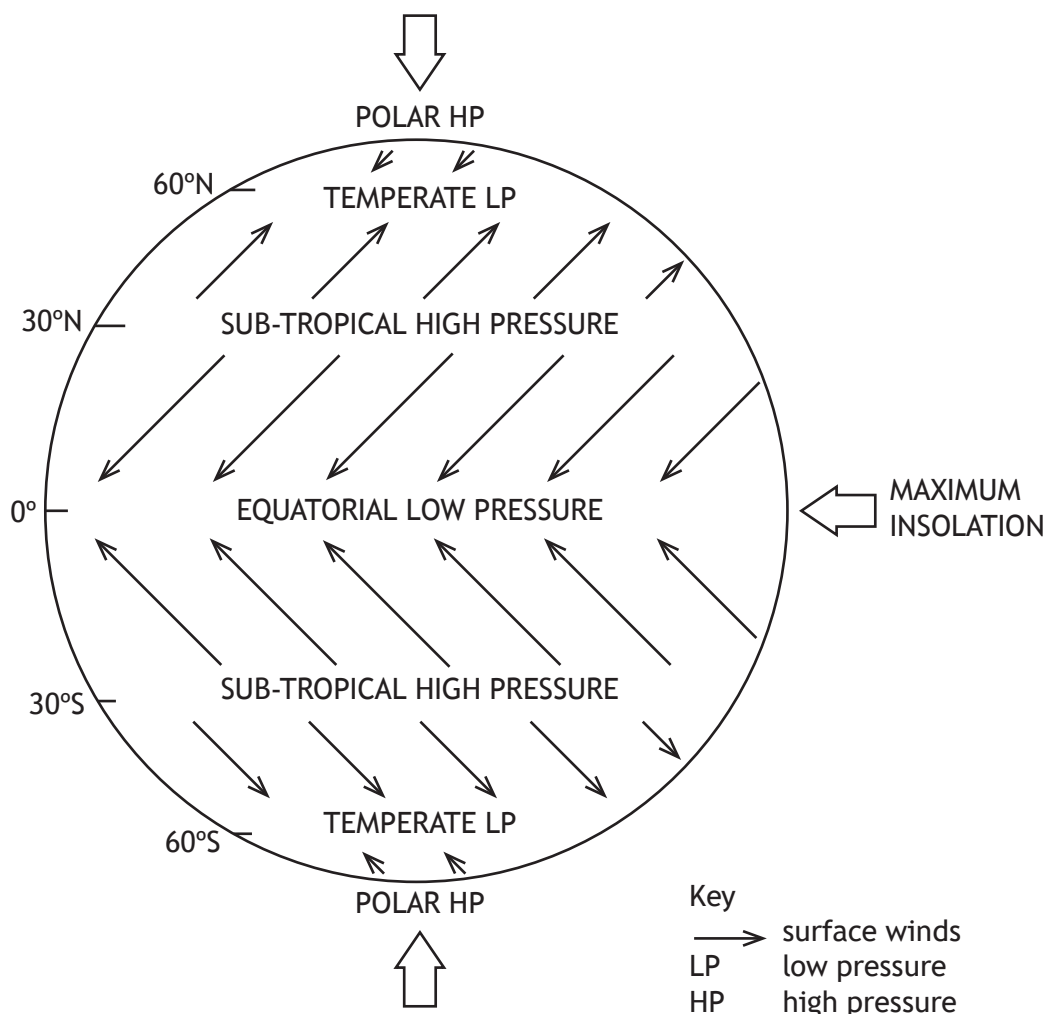 POLAR HP
60ºN
TEMPERATE LP
30ºN
SUB-TROPICAL HIGH PRESSURE
0º
EQUATORIAL LOW PRESSURE
MAXIMUM
INSOLATION
SUB-TROPICAL HIGH PRESSURE
30ºS
TEMPERATE LP
60ºS
POLAR HP
Key
surface winds
LP low pressure
HP high pressure